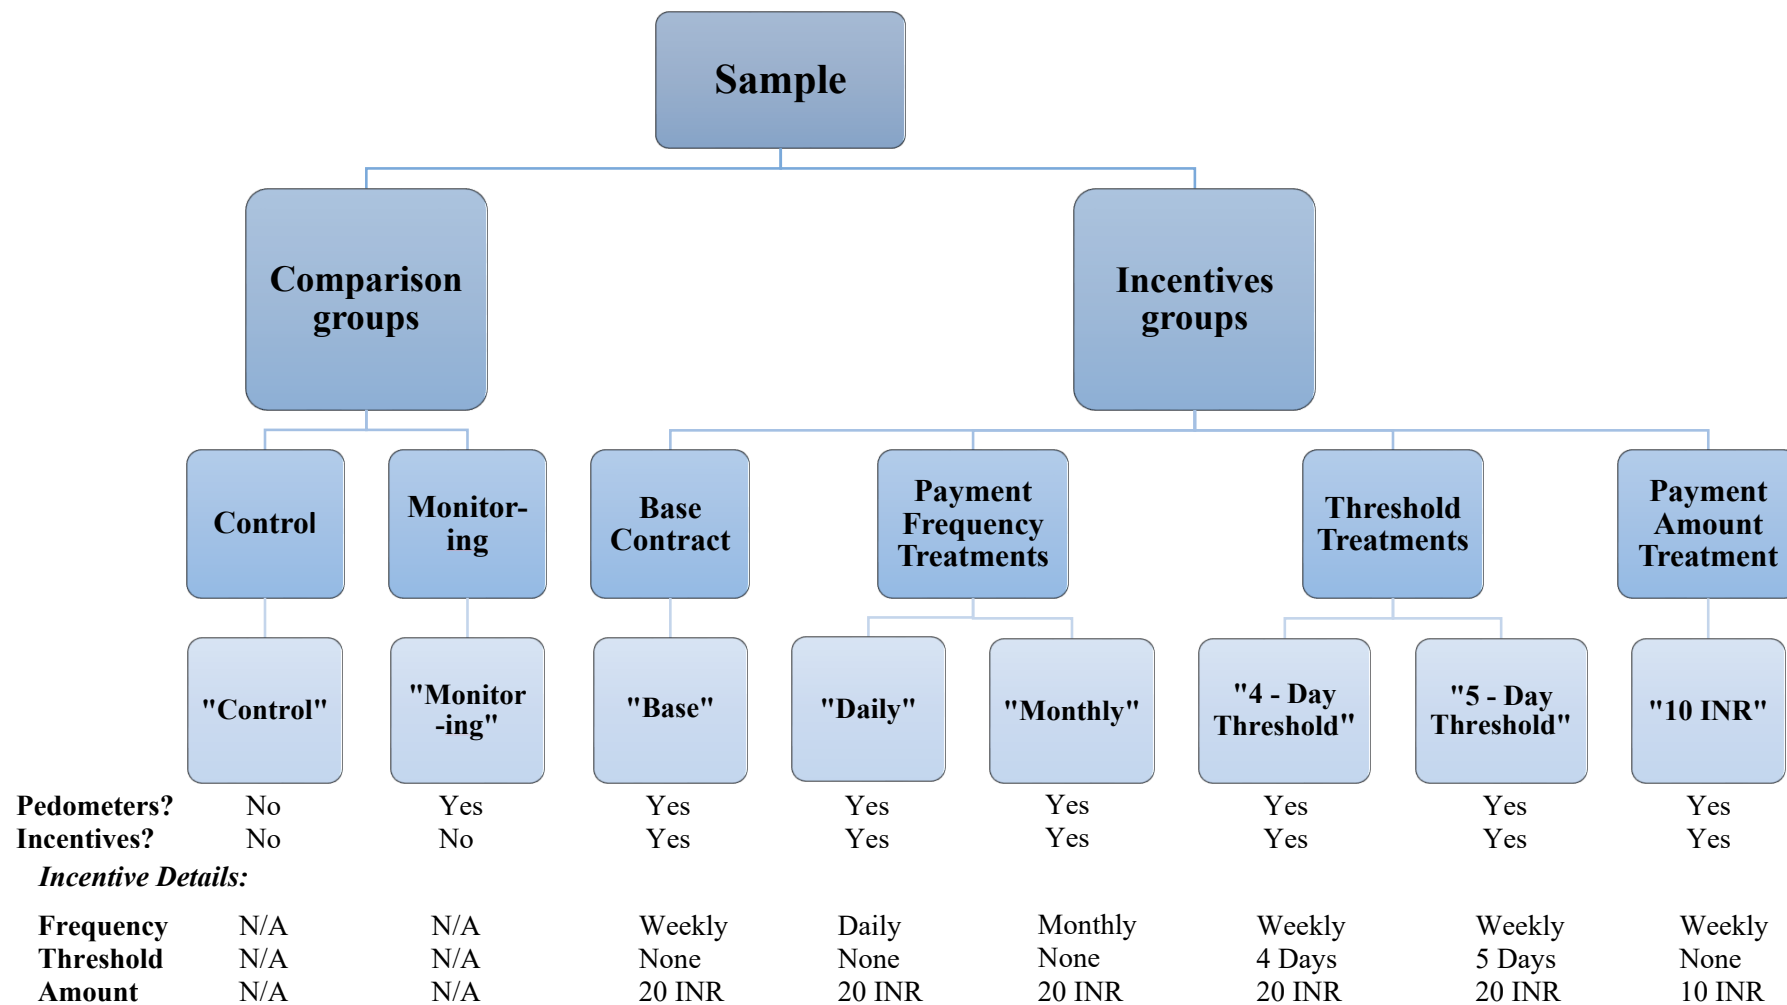 Sample
Comparison
groups
Incentives
groups
Control
Monitor-
ing
Base
Contract
Payment
Frequency
Treatments
Threshold
Treatments
Payment
Amount
Treatment
"Control"
"Monitor
-ing"
"Base"
"Daily"
"Monthly"
"4 - Day
Threshold"
"5 - Day
Threshold"
"10 INR"
Pedometers? No Yes Yes Yes Yes Yes Yes Yes
Incentives? No No Yes Yes Yes Yes Yes Yes
Incentive Details:
Frequency N/A N/A Weekly Daily Monthly Weekly Weekly Weekly
Threshold N/A N/A None None None 4 Days 5 Days None
Amount N/A N/A 20 INR 20 INR 20 INR 20 INR 20 INR 10 INR